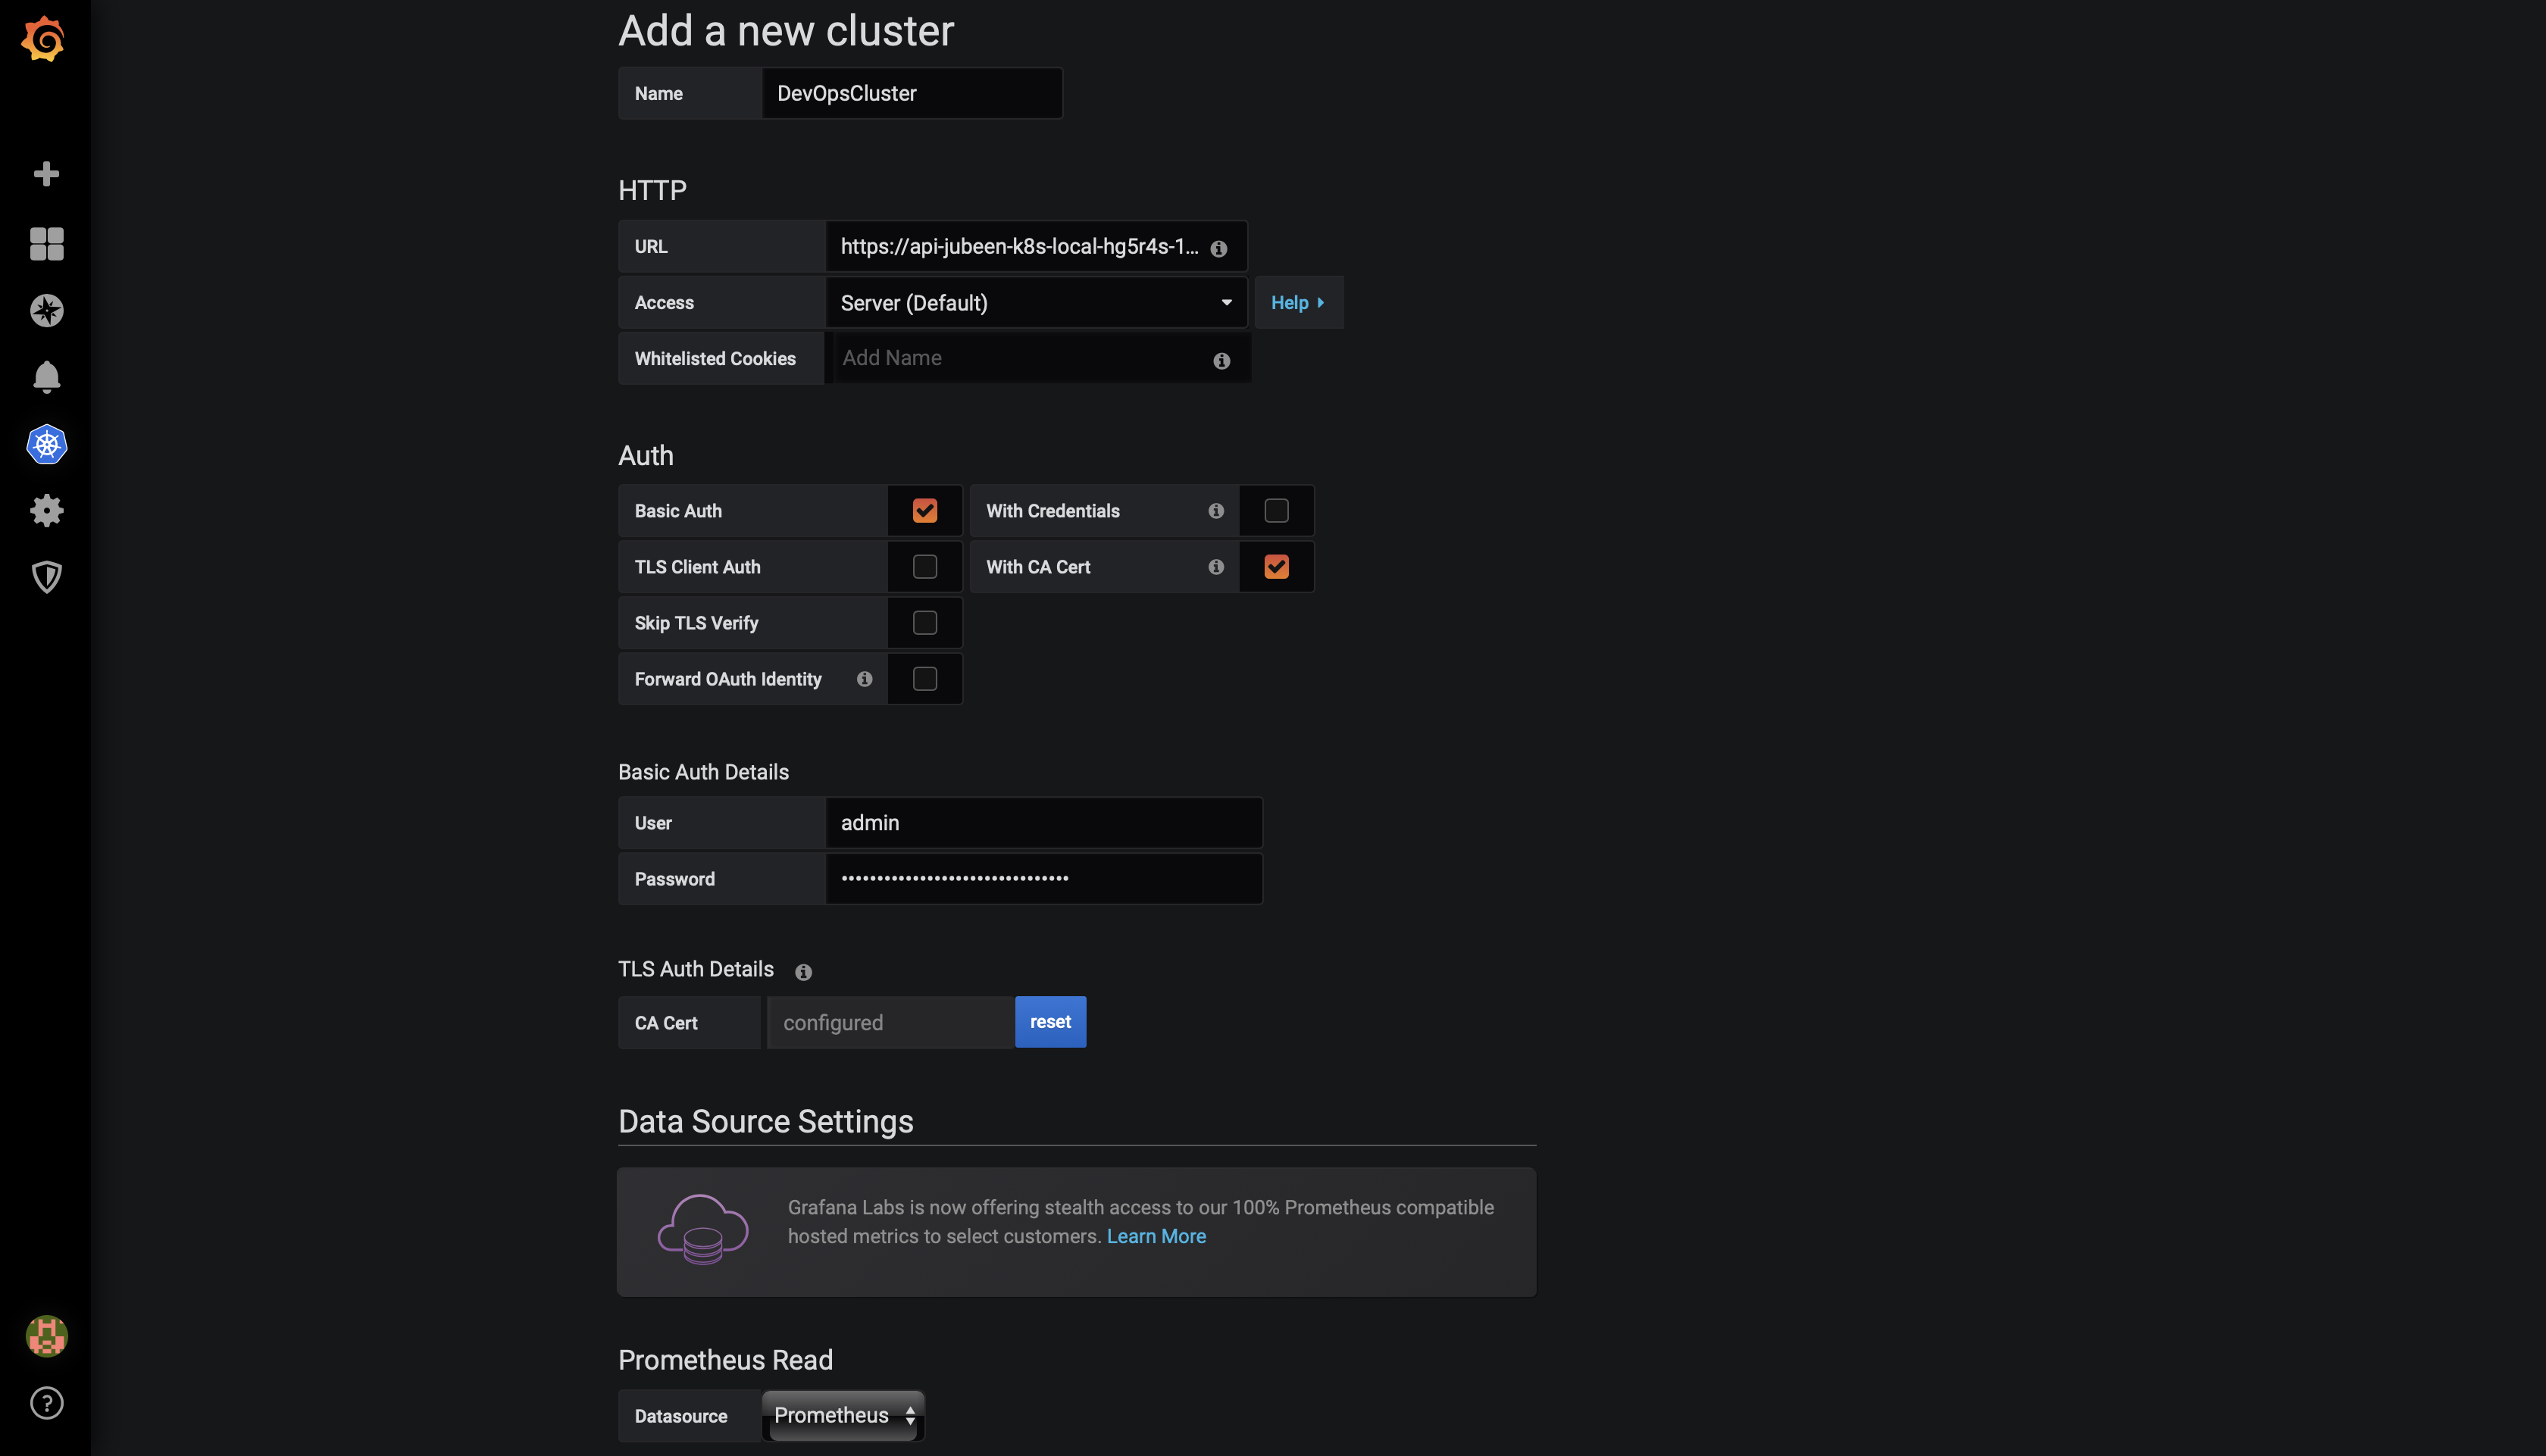 Add a new cluster
Name DevOpsCluster
HTTP
URL https://api-jubeen-k8s-local-hg5r4s-1...
Access Server (Default) Help
Whitelisted Cookies Add Name
Auth
Basic Auth With Credentials
TLS Client Auth With CA Cert
Skip TLS Verify
Forward OAuth Identity
Basic Auth Details
User admin
Password ••••••••••••••••••••••••••••••••
TLS Auth Details
CA Cert configured reset
Data Source Settings
Grafana Labs is now offering stealth access to our 100% Prometheus compatible
hosted metrics to select customers. Learn More
Prometheus Read
Datasource Prometheus